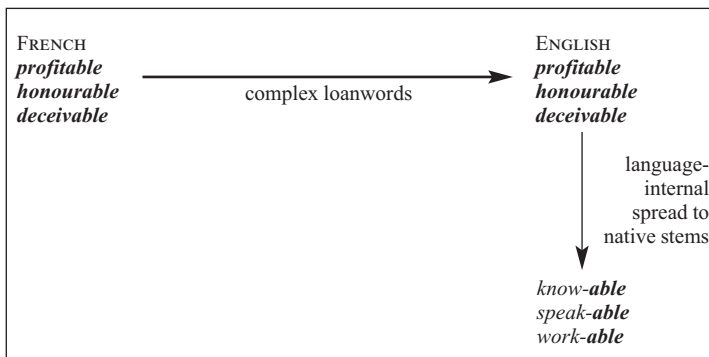 FRENCH
profitable
honourable
deceivable
complex loanwords
ENGLISH
profitable
honourable
deceivable
language-
internal
spread to
native stems
know-able
speak-able
work-able